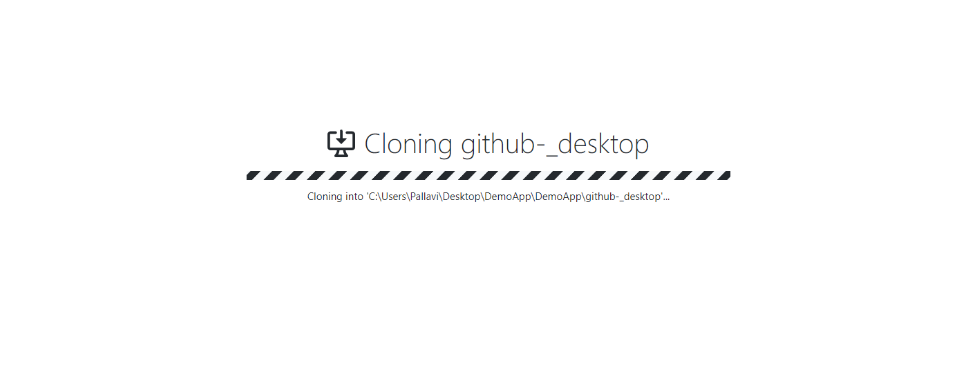 Cloning github-_desktop
Cloning into 'C:\Users\Pallavi\Desktop\DemoApp\DemoApp\github-_desktop'...